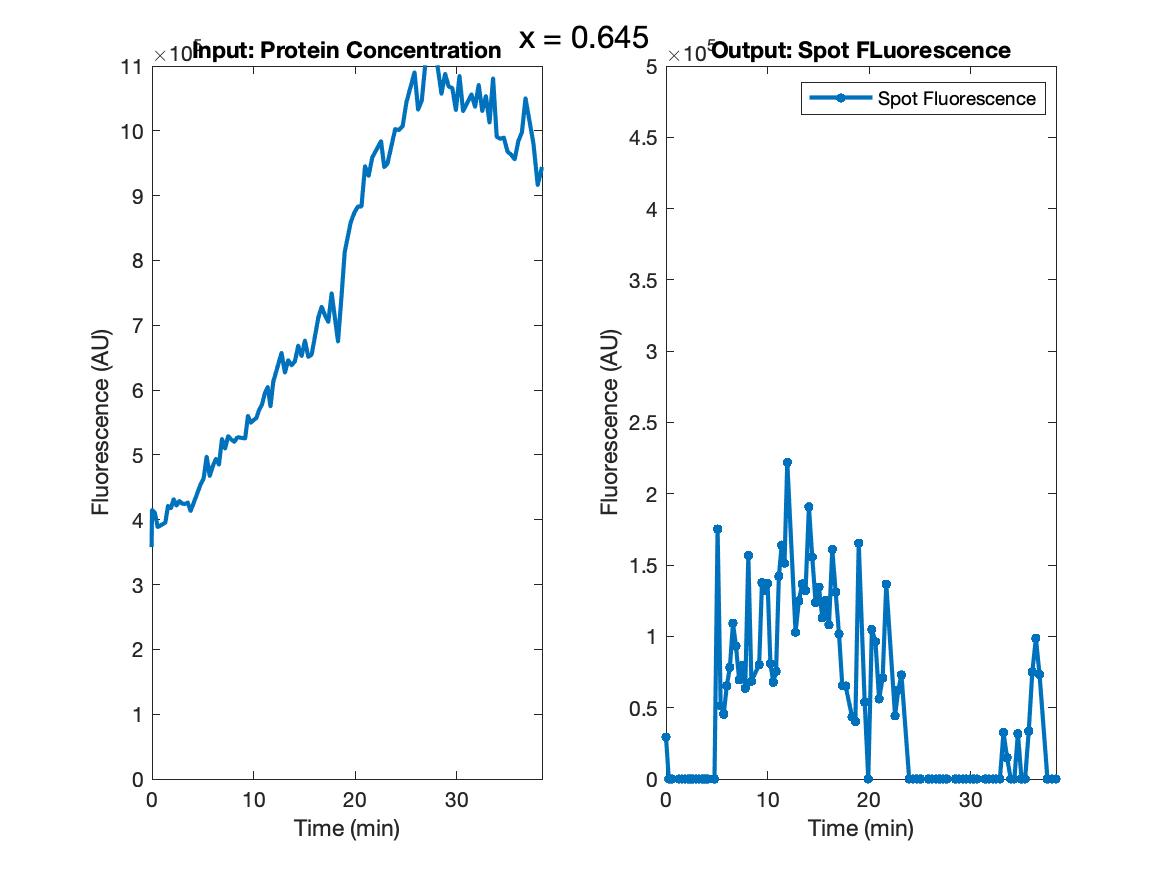 x = 0.645
×10⁵
Input: Protein Concentration
×10⁵
Output: Spot FLuorescence
Spot Fluorescence
11
10
9
8
7
6
5
4
3
2
1
0
Fluorescence (AU)
0 10 20 30
Time (min)
5
4.5
4
3.5
3
2.5
2
1.5
1
0.5
0
Fluorescence (AU)
0 10 20 30
Time (min)